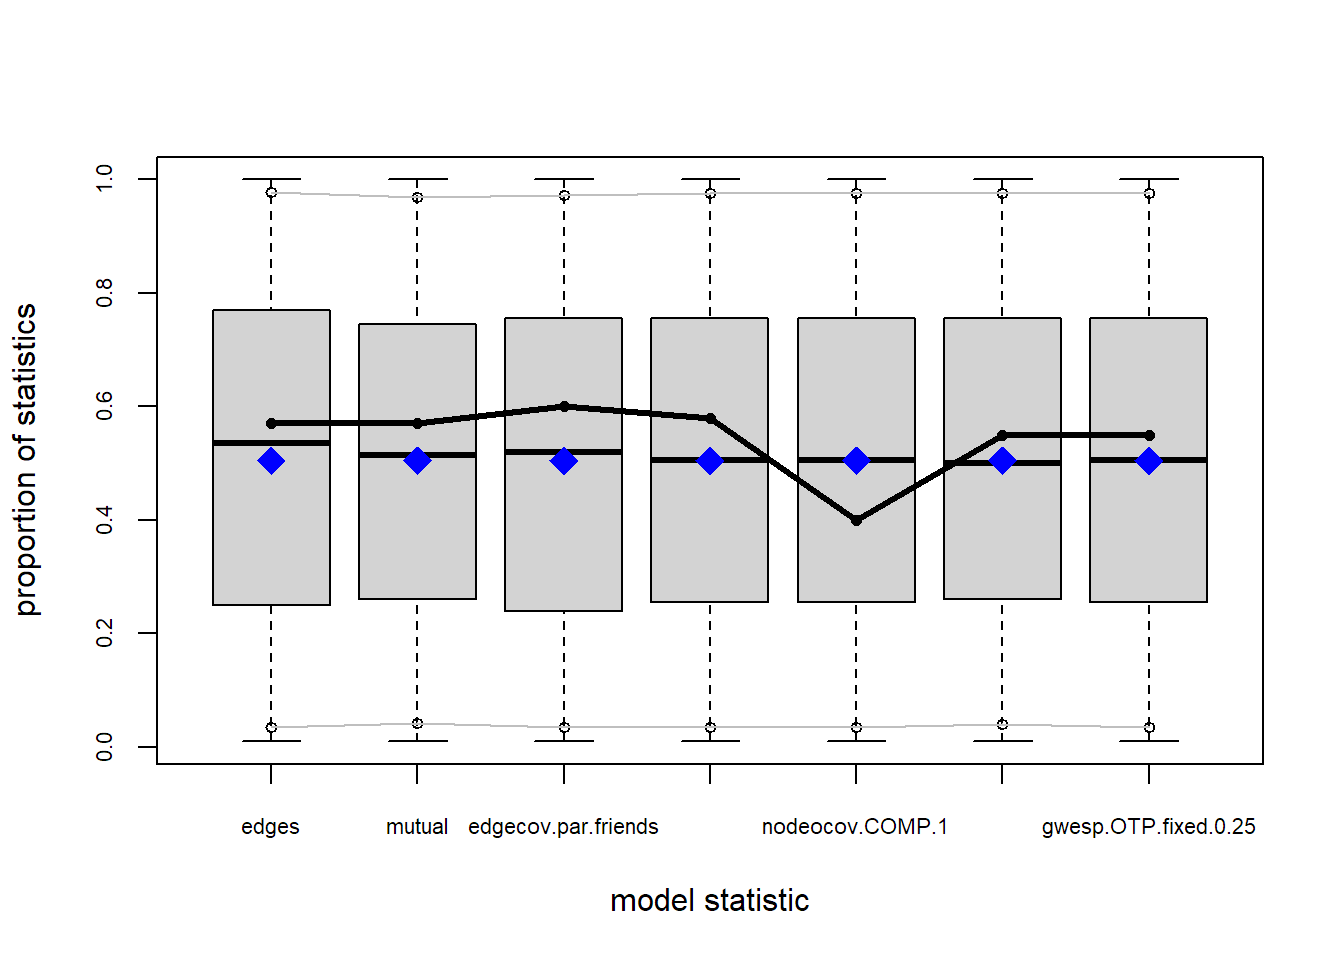 proportion of statistics
1.0
0.8
0.6
0.4
0.2
0.0
edges mutual edgecov.par.friends nodeocov.COMP.1 gwesp.OTP.fixed.0.25
model statistic